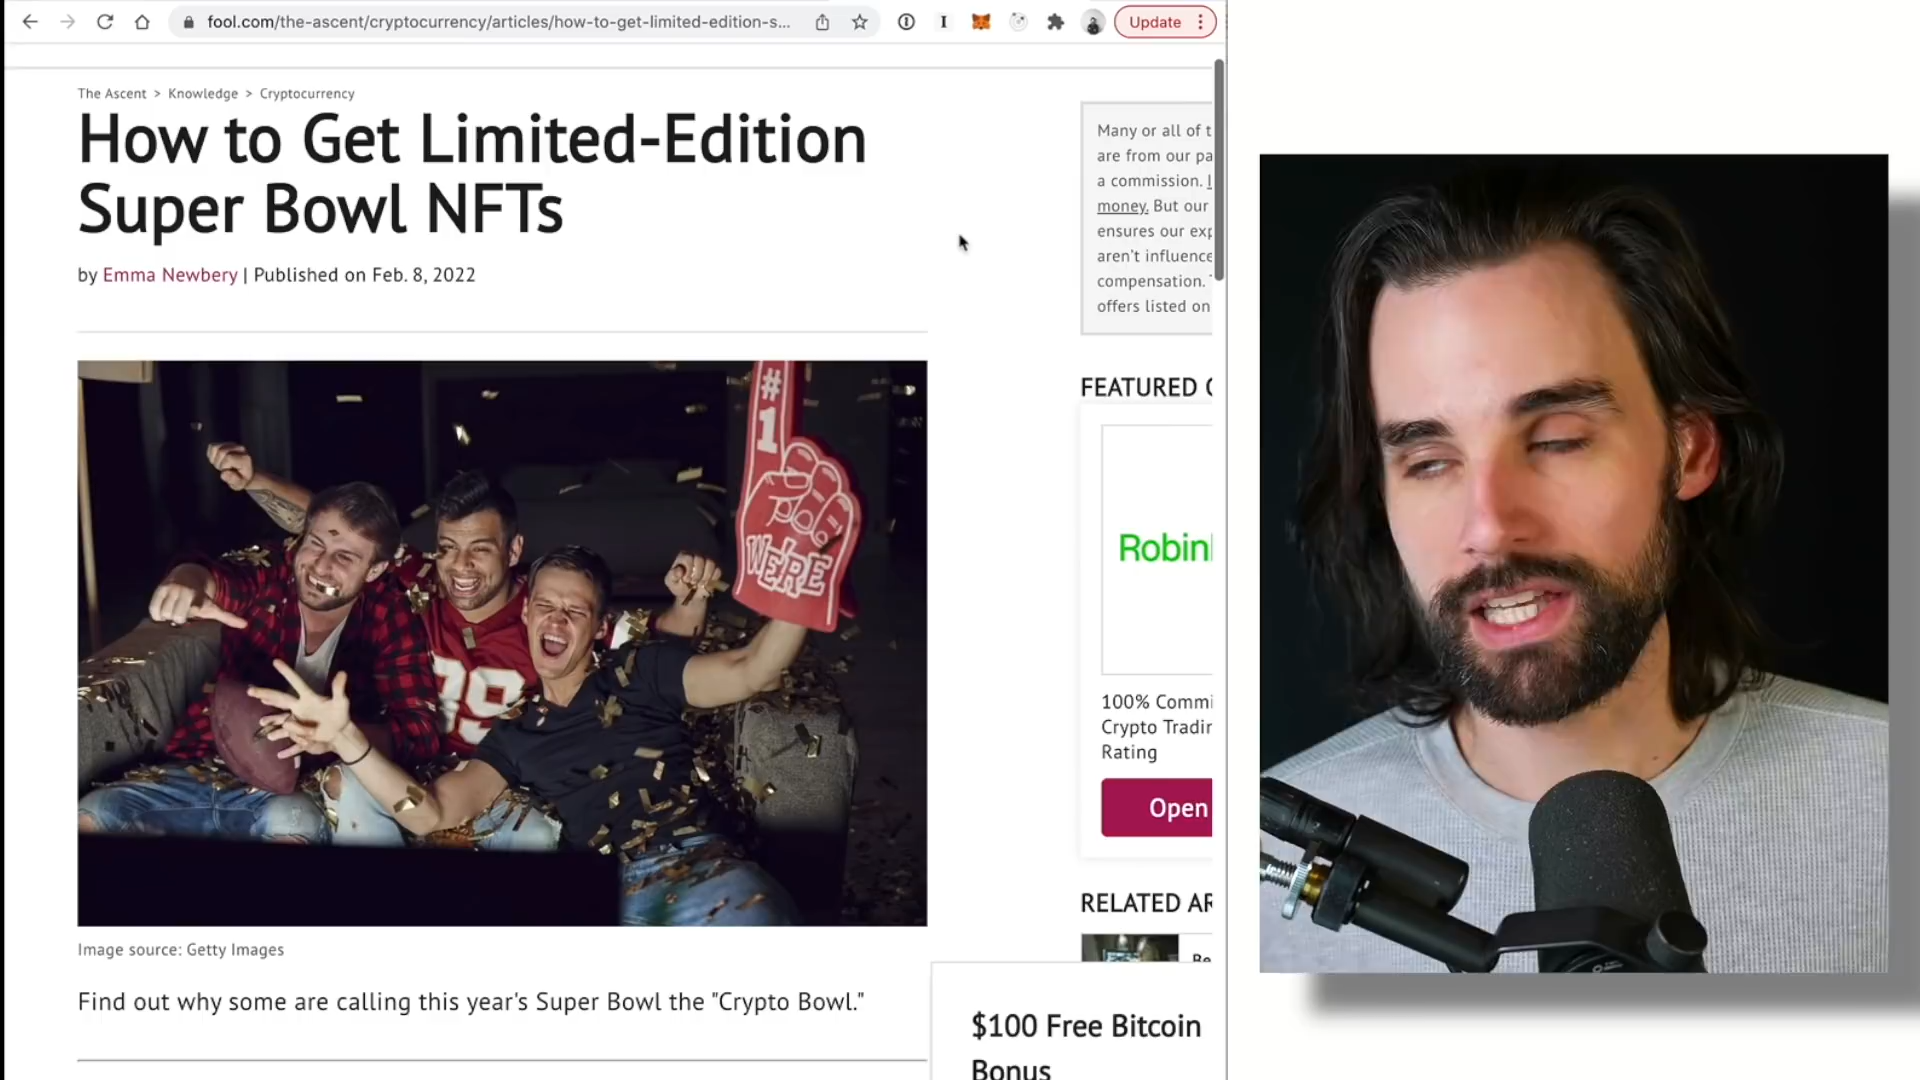 fool.com/the-ascent/cryptocurrency/articles/how-to-get-limited-edition-s...
Update
The Ascent > Knowledge > Cryptocurrency
How to Get Limited-Edition
Super Bowl NFTs
by Emma Newbery | Published on Feb. 8, 2022
#1
WE'RE
99
Image source: Getty Images
Find out why some are calling this year's Super Bowl the "Crypto Bowl."
Many or all of t
are from our pa
a commission. I
money. But our
ensures our exp
aren't influence
compensation.
offers listed on
FEATURED
Robin
100% Commi
Crypto Tradin
Rating
Open
RELATED AR
Be
$100 Free Bitcoin
Bonus